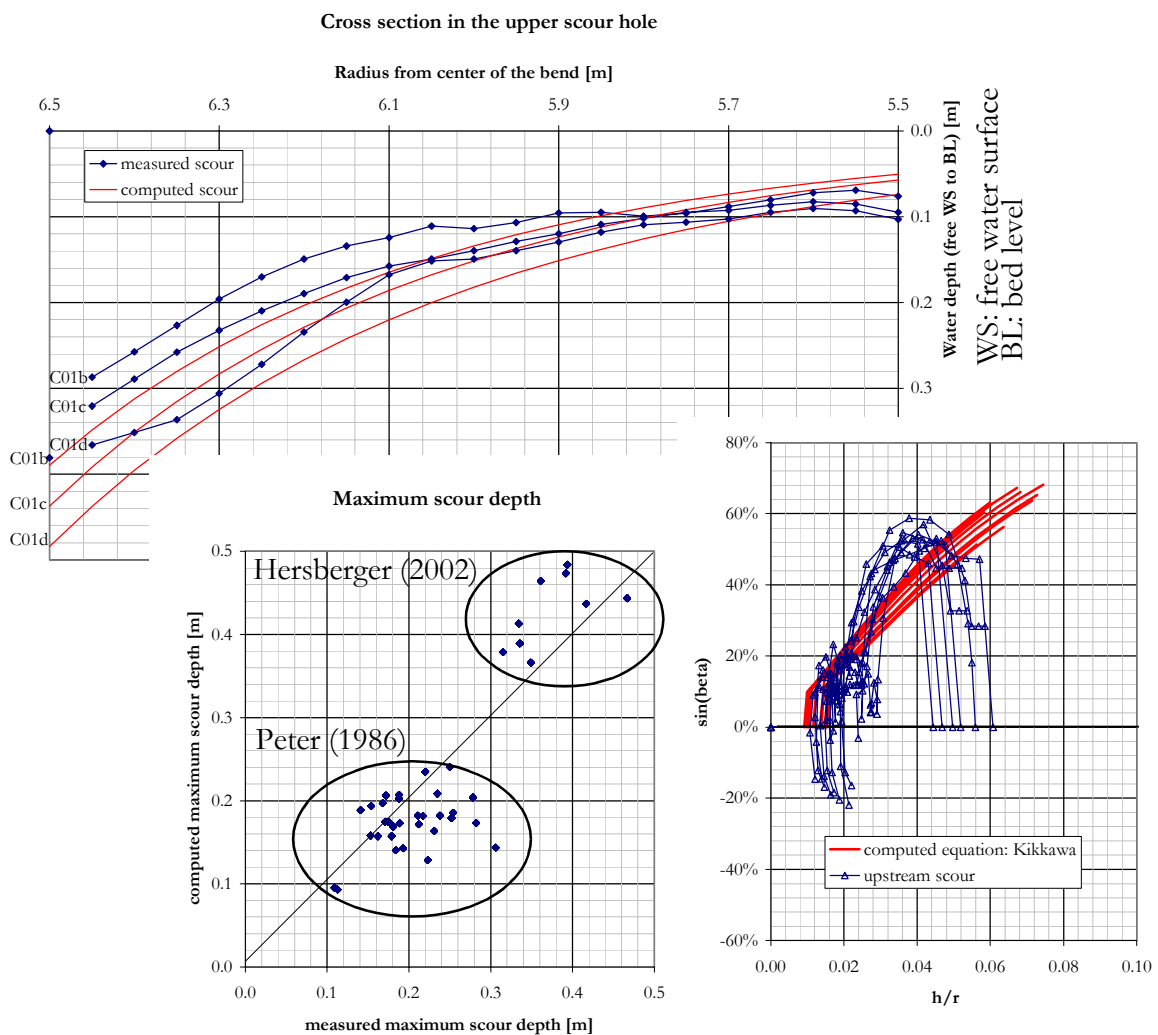 Cross section in the upper scour hole
Radius from center of the bend [m]
6.5 6.3 6.1 5.9 5.7 5.5
measured scour
computed scour
0.0
0.1
0.2
0.3
Water depth (free WS to BL) [m]
WS: free water surface
BL: bed level
C01b
C01c
C01d
C01b
C01c
C01d
Maximum scour depth
Hersberger (2002)
Peter (1986)
0.5
0.4
0.3
0.2
0.1
0.0
computed maximum scour depth [m]
0.0 0.1 0.2 0.3 0.4 0.5
measured maximum scour depth [m]
80%
60%
40%
20%
0%
-20%
-40%
-60%
sin(beta)
computed equation: Kikkawa
upstream scour
0.00 0.02 0.04 0.06 0.08 0.10
h/r